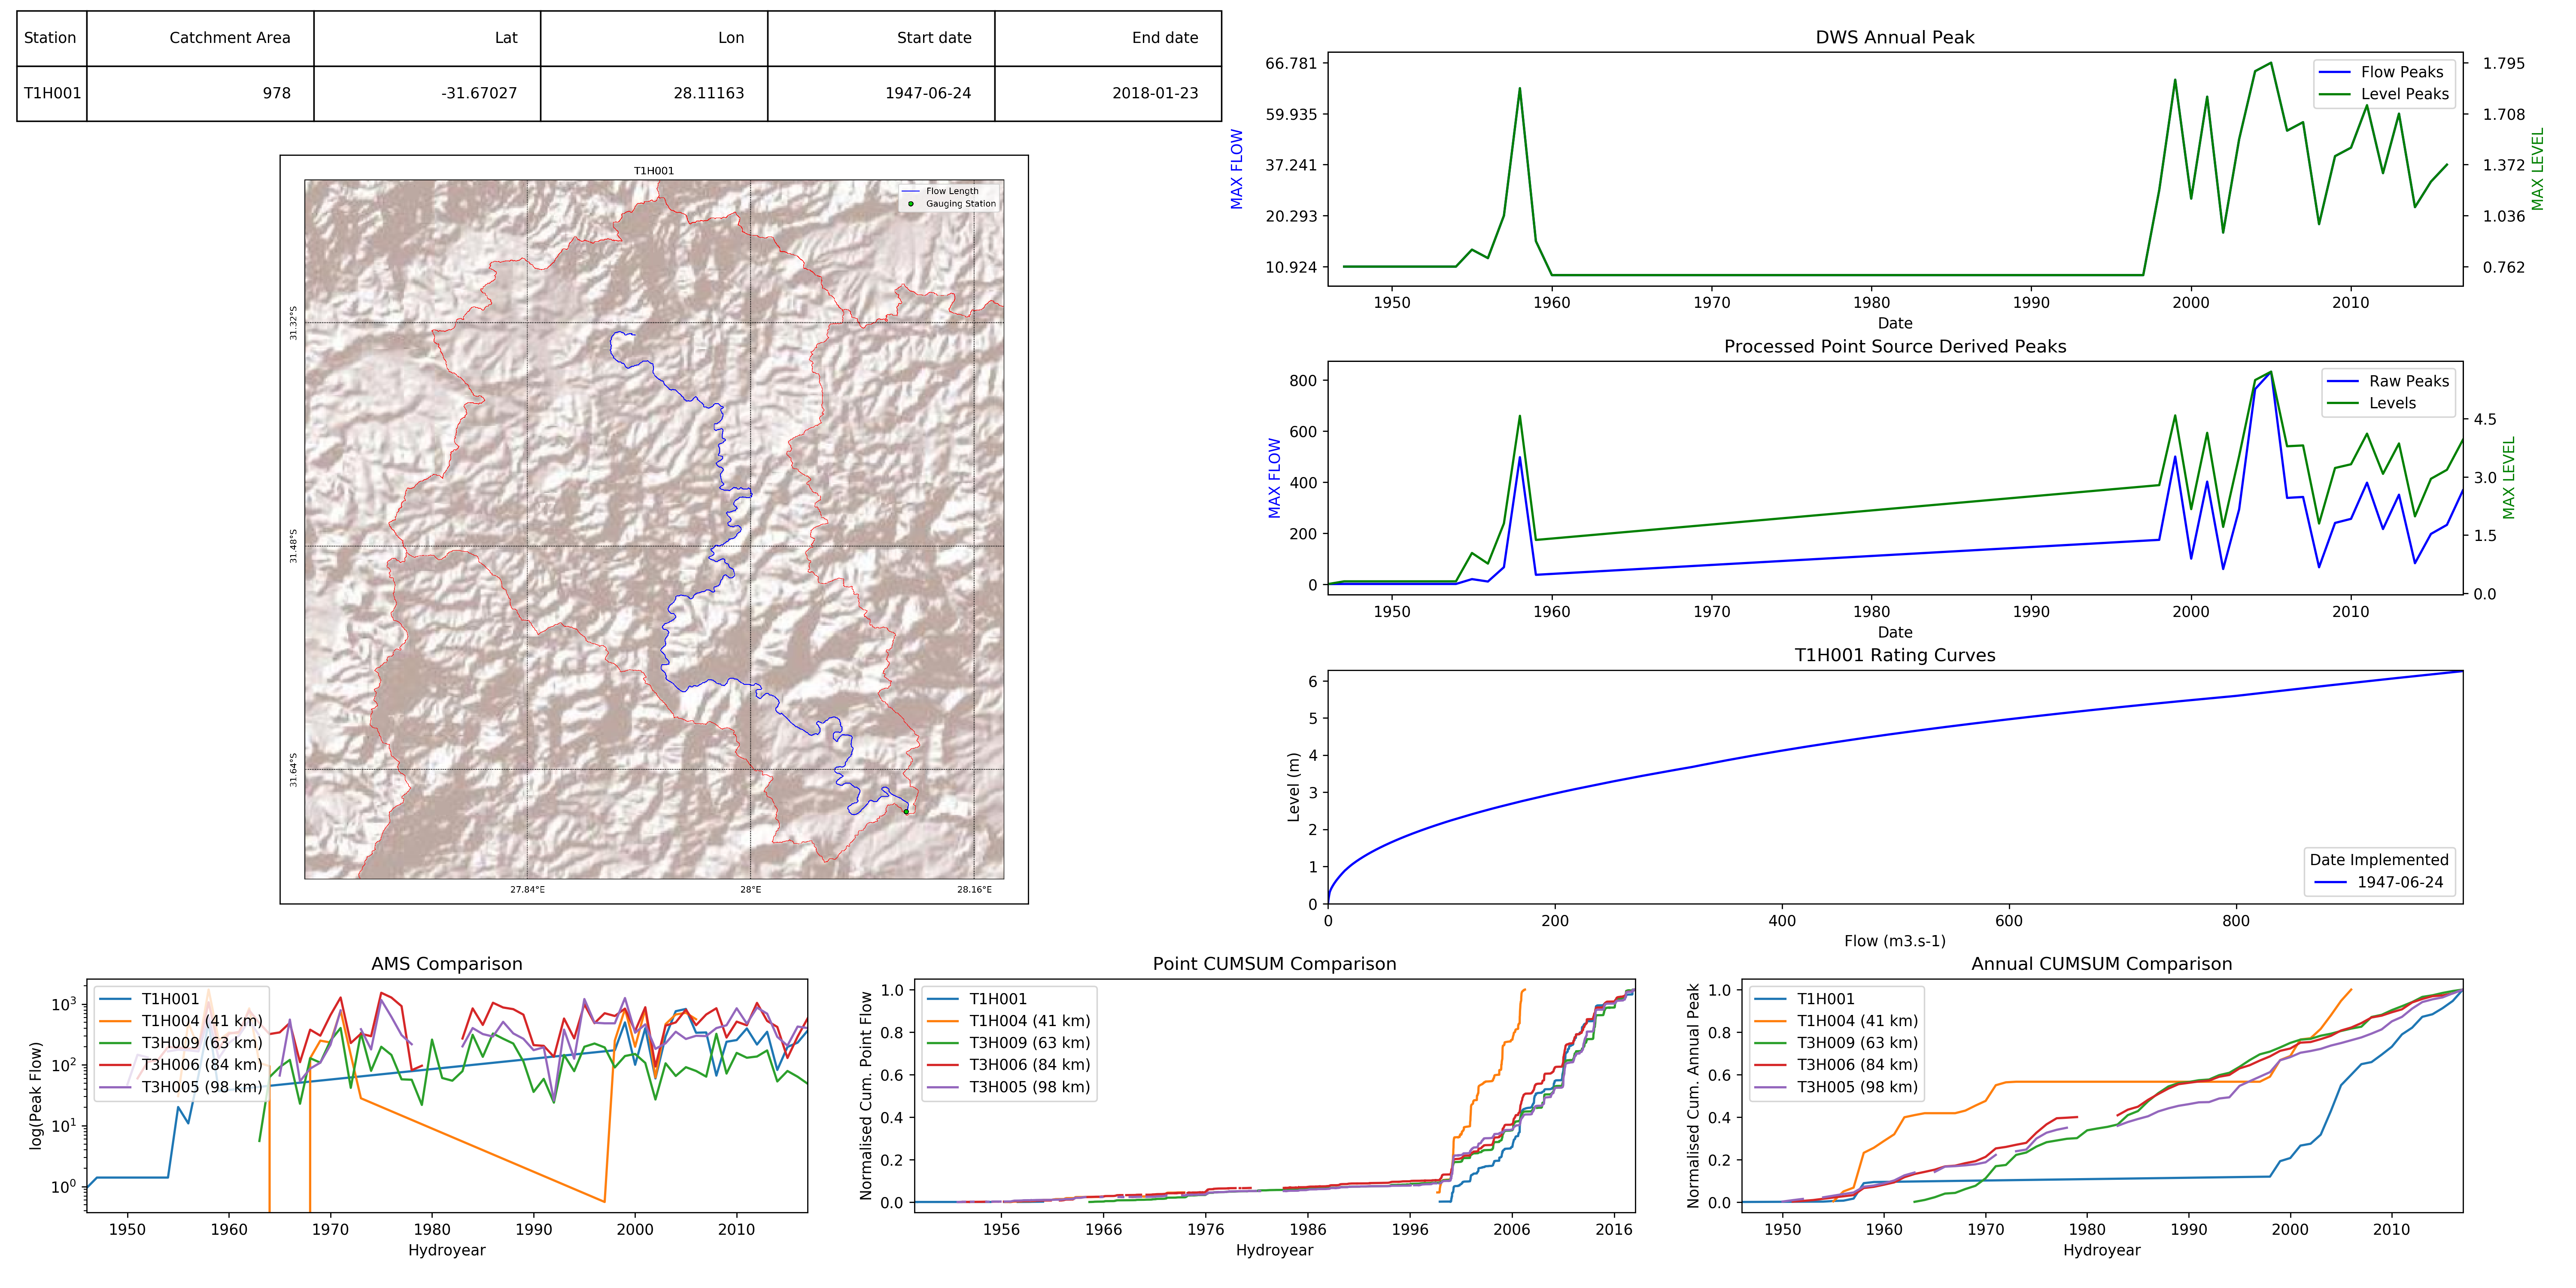 Station Catchment Area Lat Lon Start date End date
T1H001 978 -31.67027 28.11163 1947-06-24 2018-01-23
T1H001
Flow Length
Gauging Station
31.32°S
31.48°S
31.64°S
27.84°E 28°E 28.16°E
DWS Annual Peak
66.781
59.935
37.241
20.293
10.924
MAX FLOW
Flow Peaks
Level Peaks
1.795
1.708
1.372
1.036
0.762
MAX LEVEL
1950 1960 1970 1980 1990 2000 2010
Date
Processed Point Source Derived Peaks
800
600
400
200
0
MAX FLOW
Raw Peaks
Levels
4.5
3.0
1.5
0.0
MAX LEVEL
1950 1960 1970 1980 1990 2000 2010
Date
T1H001 Rating Curves
6
5
4
3
2
1
0
Level (m)
Date Implemented
1947-06-24
0 200 400 600 800
Flow (m3.s-1)
AMS Comparison
10³
10²
10¹
10⁰
log(Peak Flow)
T1H001
T1H004 (41 km)
T3H009 (63 km)
T3H006 (84 km)
T3H005 (98 km)
1950 1960 1970 1980 1990 2000 2010
Hydroyear
Point CUMSUM Comparison
1.0
0.8
0.6
0.4
0.2
0.0
Normalised Cum. Point Flow
T1H001
T1H004 (41 km)
T3H009 (63 km)
T3H006 (84 km)
T3H005 (98 km)
1956 1966 1976 1986 1996 2006 2016
Hydroyear
Annual CUMSUM Comparison
1.0
0.8
0.6
0.4
0.2
0.0
Normalised Cum. Annual Peak
T1H001
T1H004 (41 km)
T3H009 (63 km)
T3H006 (84 km)
T3H005 (98 km)
1950 1960 1970 1980 1990 2000 2010
Hydroyear